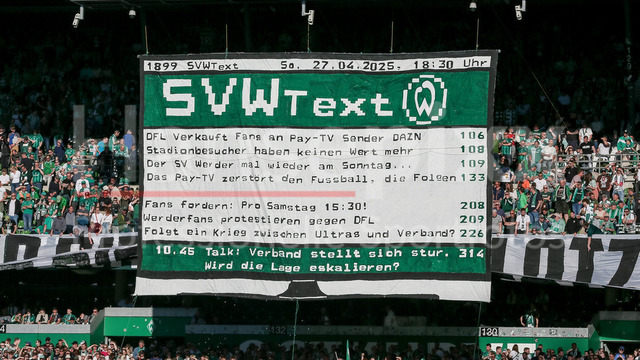 1899 SVWText So. 27.04.2025, 18:30 Uhr
SVWText W
DFL Verkauft Fans an Pay-TV Sender DAZN 106
Stadionbesucher haben keinen Wert mehr 108
Der SV Werder mal wieder am Sonntag... 109
Das Pay-TV zerstört den Fussball, die Folgen 133
Fans fordern: Pro Samstag 15:30! 208
Werderfans protestieren gegen DFL 209
Folgt ein Krieg zwischen Ultras und Verband? 226
10.45 Talk: Verband stellt sich stur. 314
Wird die Lage eskalieren?